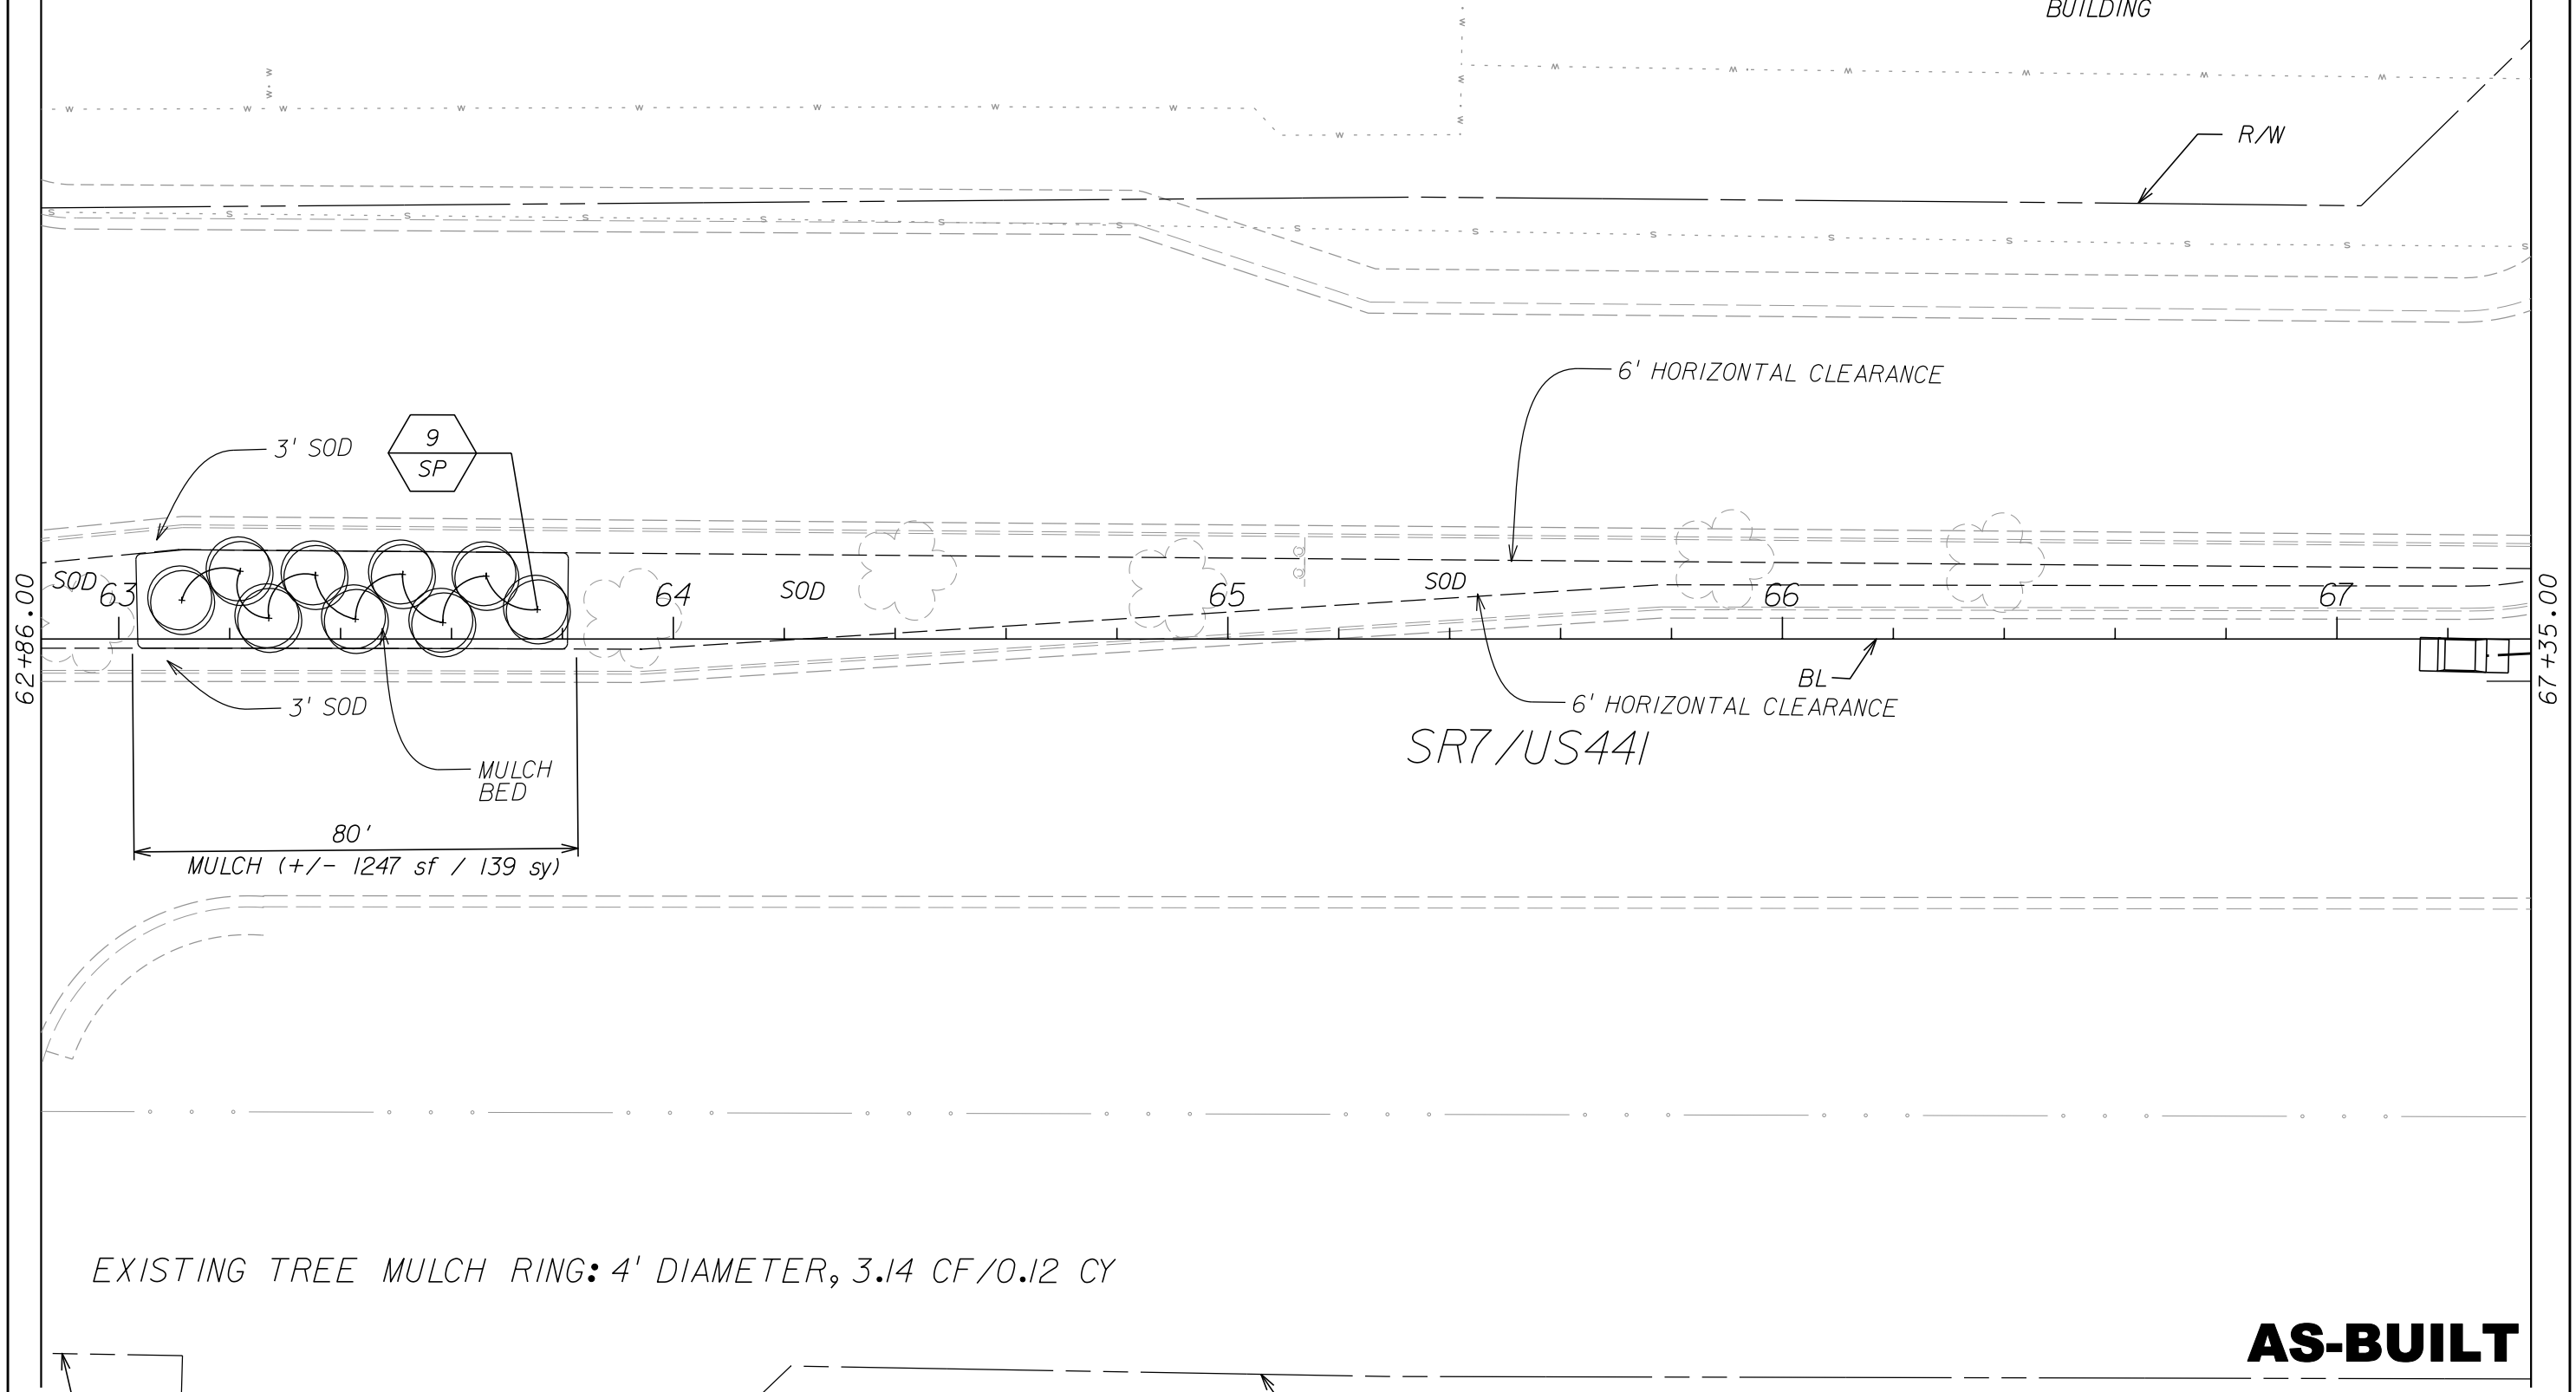 BUILDING
W W W W W W W W W
W W W W W W W W W W W W W
R/W
S S S S S S S S S S S S S S S
6' HORIZONTAL CLEARANCE
3' SOD
9
SP
SOD
63
64
SOD
65
SOD
66
67
62+86.00
67+35.00
BL
3' SOD
6' HORIZONTAL CLEARANCE
SR7/US441
MULCH
BED
80'
MULCH (+/- 1247 sf / 139 sy)
EXISTING TREE MULCH RING: 4' DIAMETER, 3.14 CF/0.12 CY
AS-BUILT